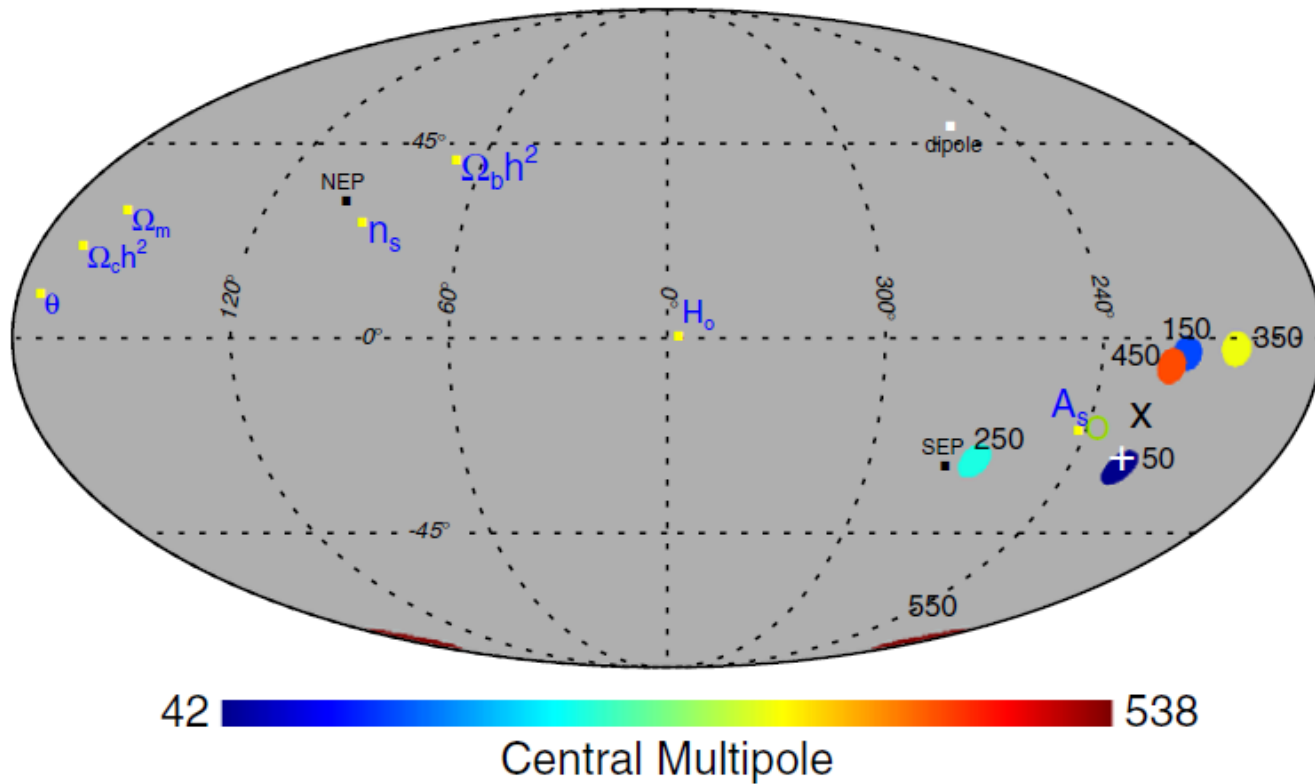 45°
dipole
Ωbh²
NEP
Ωm
ns
Ωch²
θ
120°
60°
0°
300°
240°
Ho
-0°
150
350
450
As
X
SEP
250
50
-45°
550
42
538
Central Multipole